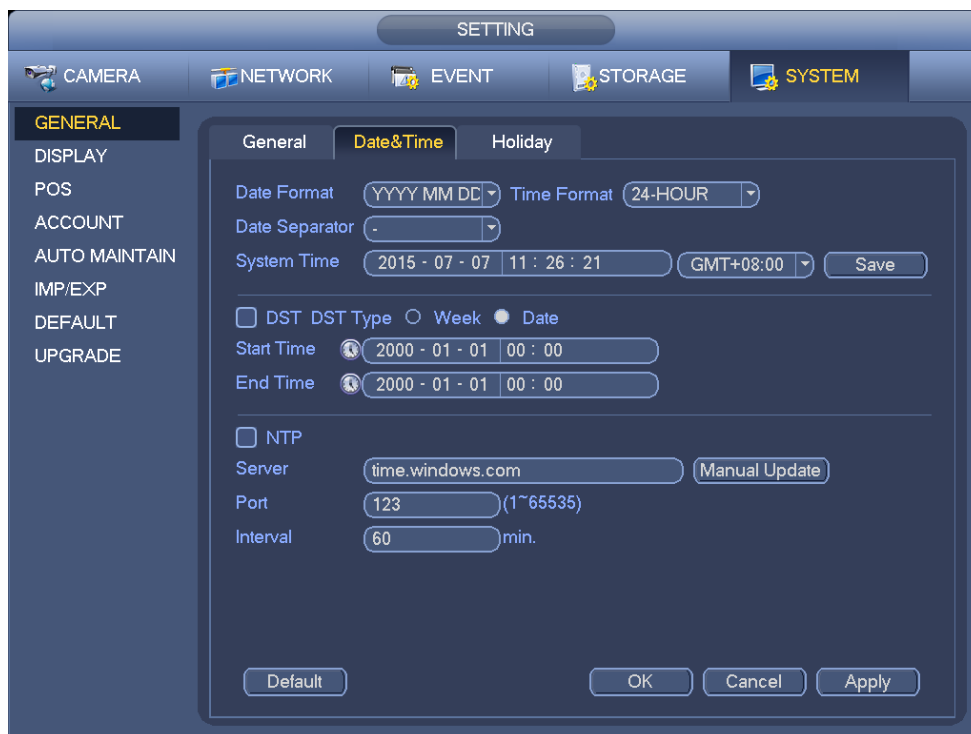 SETTING
CAMERA NETWORK EVENT STORAGE SYSTEM
GENERAL
DISPLAY
POS
ACCOUNT
AUTO MAINTAIN
IMP/EXP
DEFAULT
UPGRADE
General Date&Time Holiday
Date Format YYYY MM DD Time Format 24-HOUR
Date Separator -
System Time 2015 - 07 - 07 11 : 26 : 21 GMT+08:00 Save
DST DST Type Week Date
Start Time 2000 - 01 - 01 00 : 00
End Time 2000 - 01 - 01 00 : 00
NTP
Server time.windows.com Manual Update
Port 123 (1~65535)
Interval 60 min.
Default OK Cancel Apply